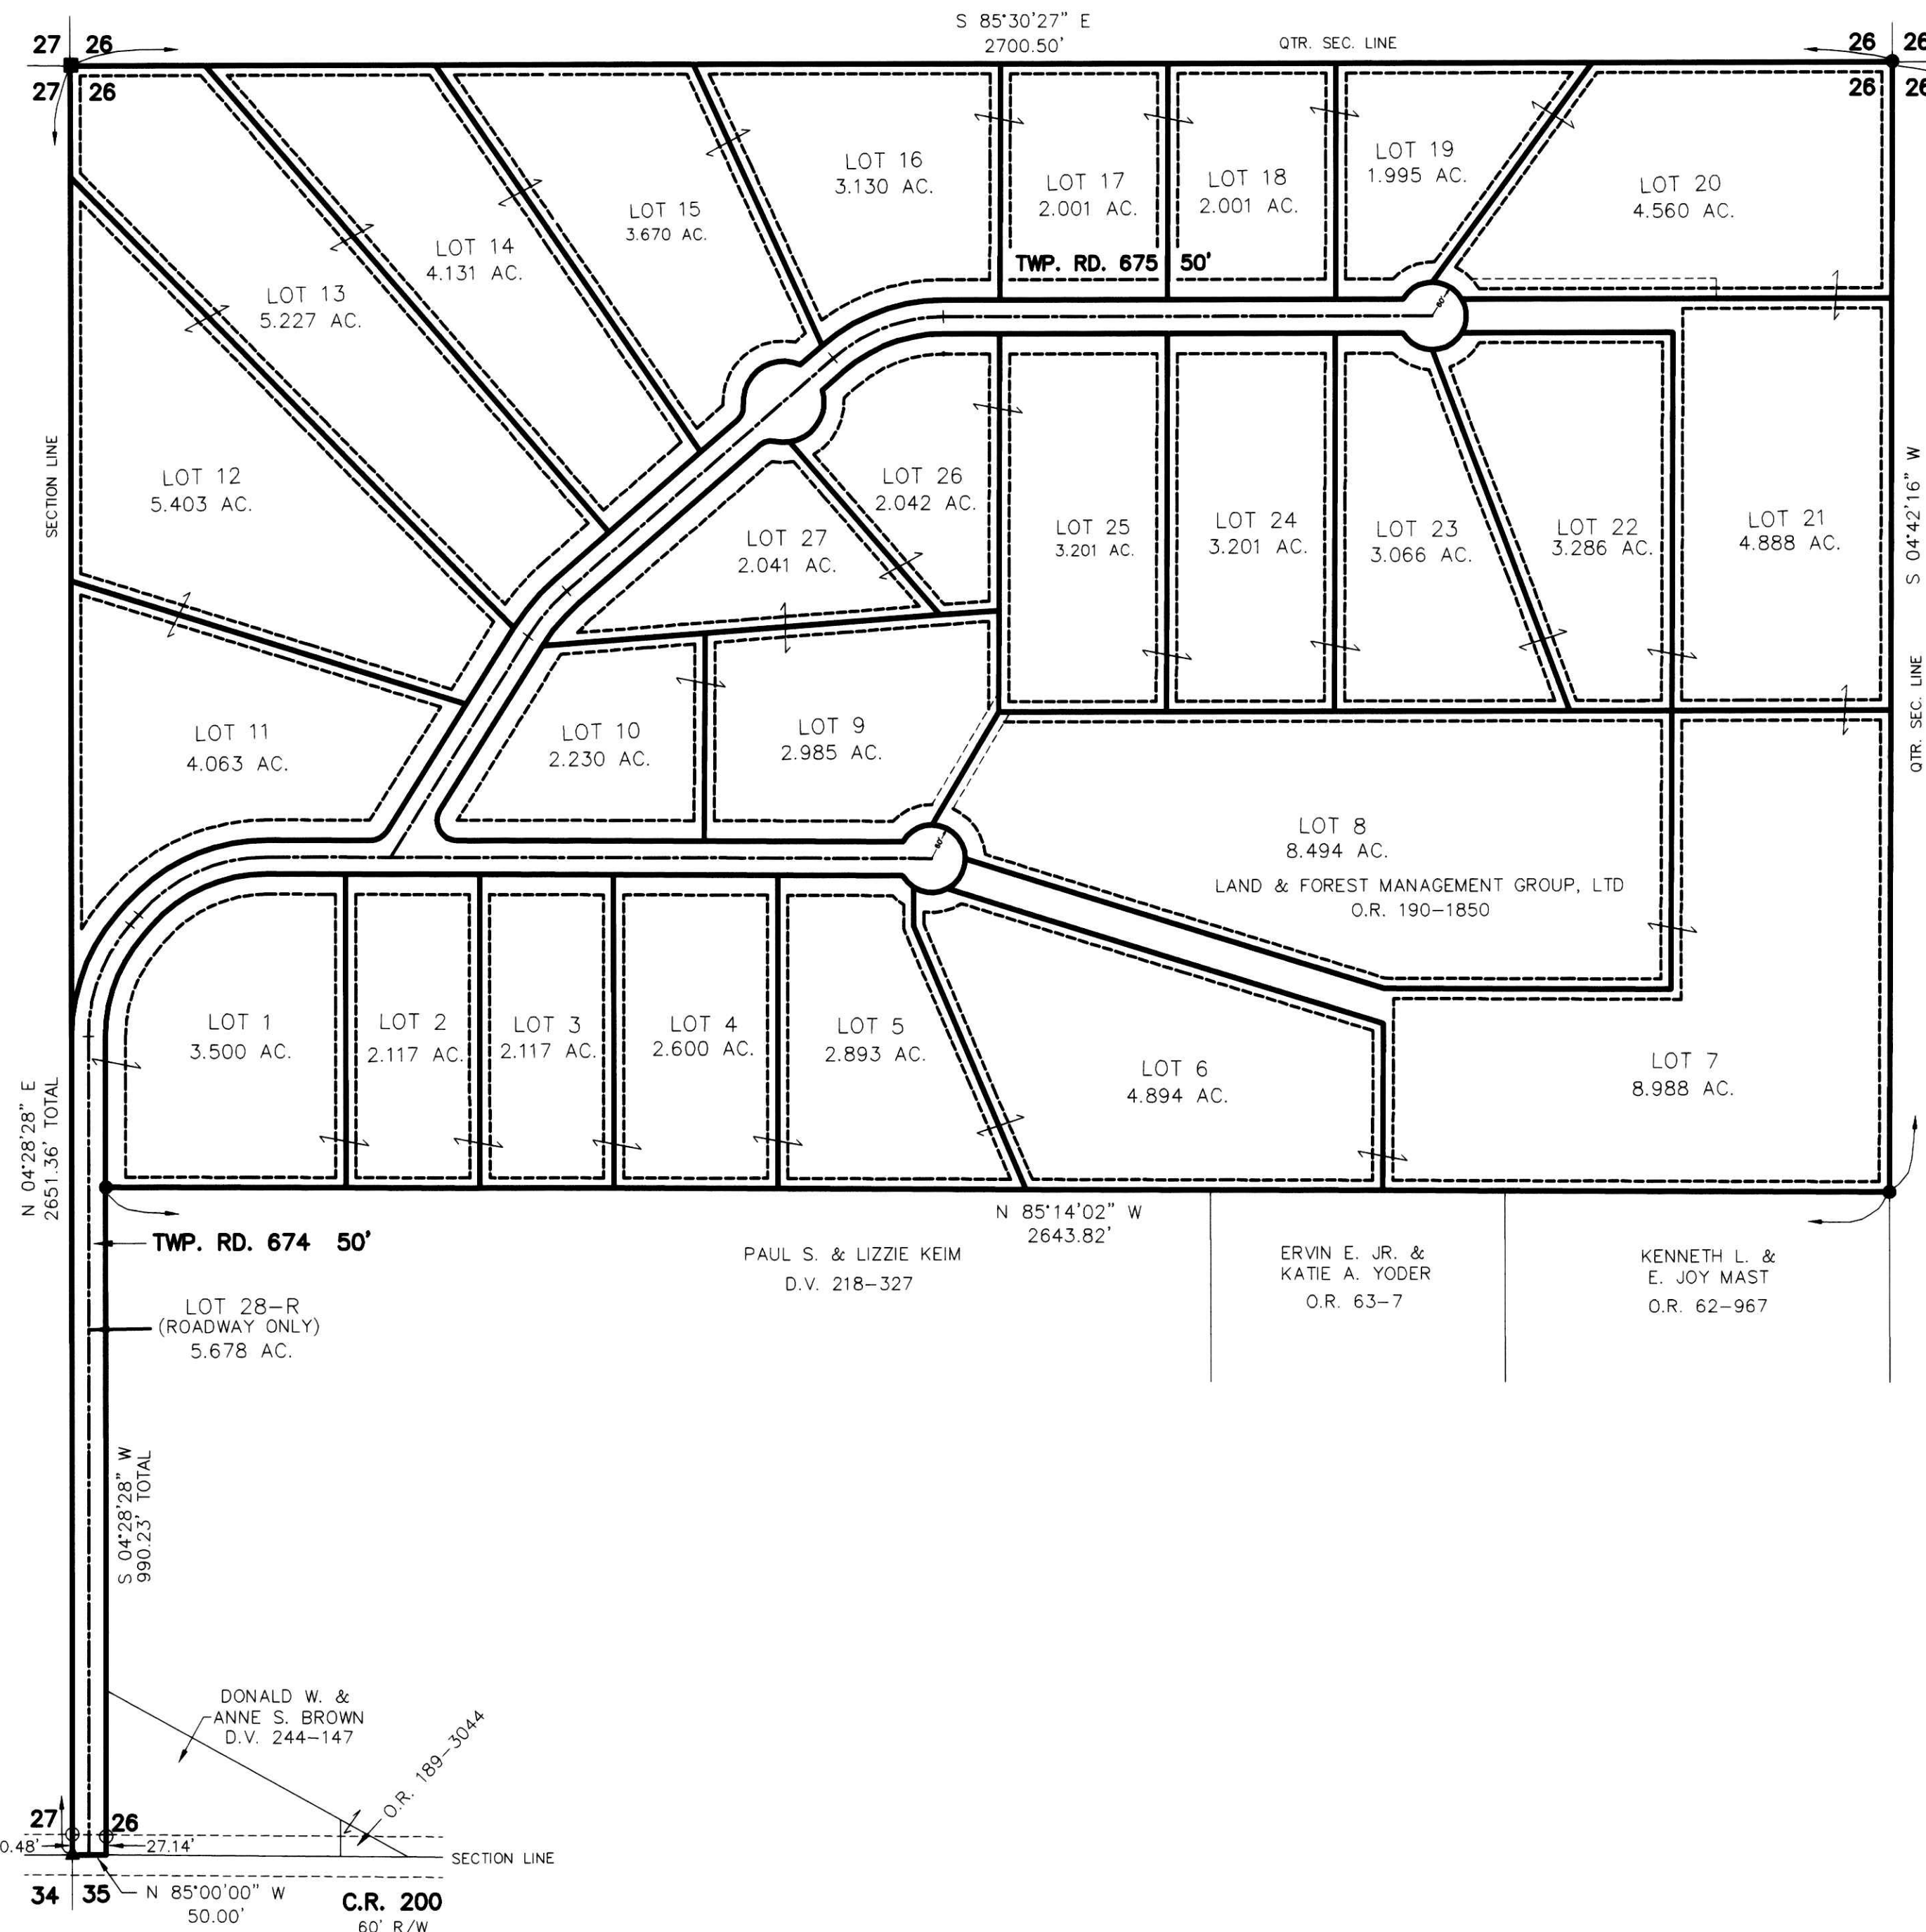 S 85°30'27" E
2700.50'
QTR. SEC. LINE
27 26
27 26
26 26
26 26
LOT 16
3.130 AC.
LOT 17
2.001 AC.
LOT 18
2.001 AC.
LOT 19
1.995 AC.
LOT 20
4.560 AC.
LOT 15
3.670 AC.
LOT 14
4.131 AC.
LOT 13
5.227 AC.
TWP. RD. 675 50'
60'
SECTION LINE
LOT 12
5.403 AC.
LOT 26
2.042 AC.
LOT 27
2.041 AC.
LOT 25
3.201 AC.
LOT 24
3.201 AC.
LOT 23
3.066 AC.
LOT 22
3.286 AC.
LOT 21
4.888 AC.
S 04°42'16" W
QTR. SEC. LINE
LOT 11
4.063 AC.
LOT 10
2.230 AC.
LOT 9
2.985 AC.
60'
LOT 8
8.494 AC.
LAND & FOREST MANAGEMENT GROUP, LTD
O.R. 190-1850
LOT 1
3.500 AC.
LOT 2
2.117 AC.
LOT 3
2.117 AC.
LOT 4
2.600 AC.
LOT 5
2.893 AC.
LOT 6
4.894 AC.
LOT 7
8.988 AC.
N 04°28'28" E
2651.36' TOTAL
N 85°14'02" W
2643.82'
TWP. RD. 674 50'
PAUL S. & LIZZIE KEIM
D.V. 218-327
ERVIN E. JR. &
KATIE A. YODER
O.R. 63-7
KENNETH L. &
E. JOY MAST
O.R. 62-967
LOT 28-R
(ROADWAY ONLY)
5.678 AC.
S 04°28'28" W
990.23' TOTAL
DONALD W. &
ANNE S. BROWN
D.V. 244-147
O.R. 189-3044
27 26
0.48'
27.14'
SECTION LINE
34 35
N 85°00'00" W
50.00'
C.R. 200
60' R/W